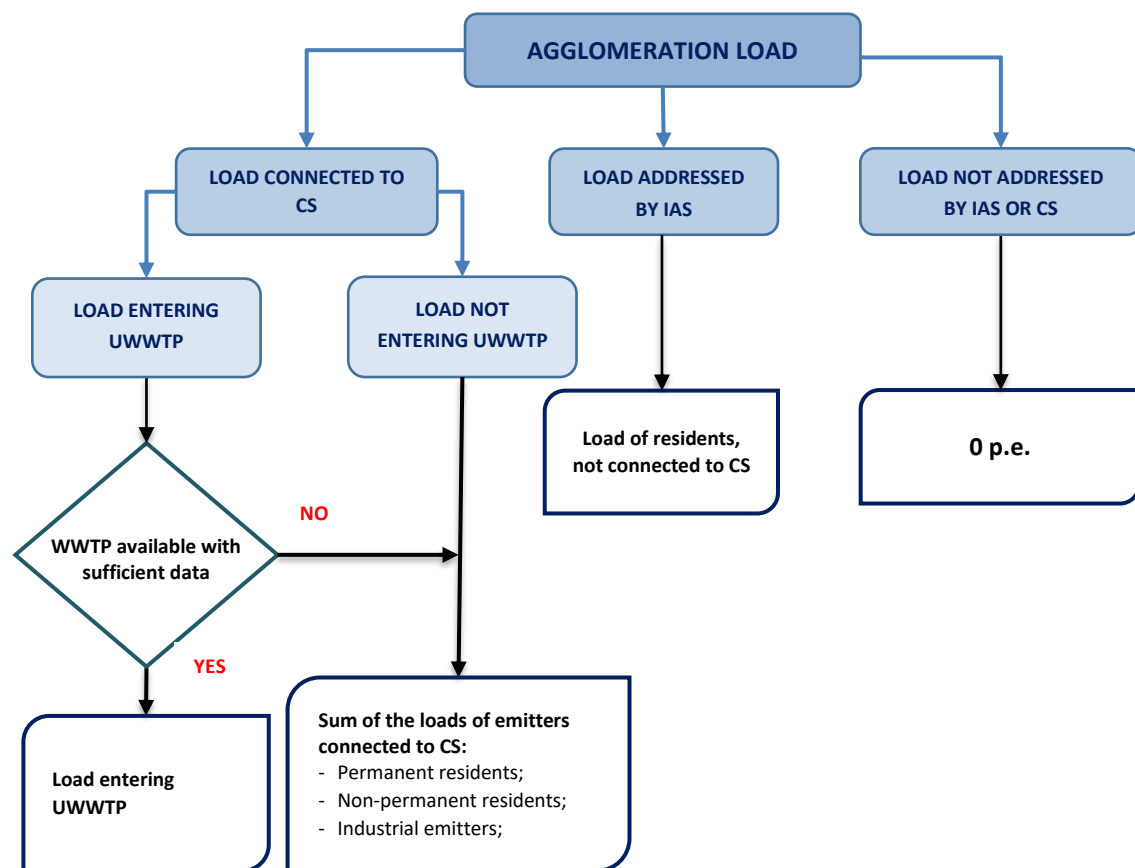 AGGLOMERATION LOAD
LOAD CONNECTED TO
CS
LOAD ADDRESSED
BY IAS
LOAD NOT ADDRESSED
BY IAS OR CS
LOAD ENTERING
UWWTP
LOAD NOT
ENTERING UWWTP
Load of residents,
not connected to CS
0 p.e.
NO
WWTP available with
sufficient data
YES
Load entering
UWWTP
Sum of the loads of emitters
connected to CS:
- Permanent residents;
- Non-permanent residents;
- Industrial emitters;